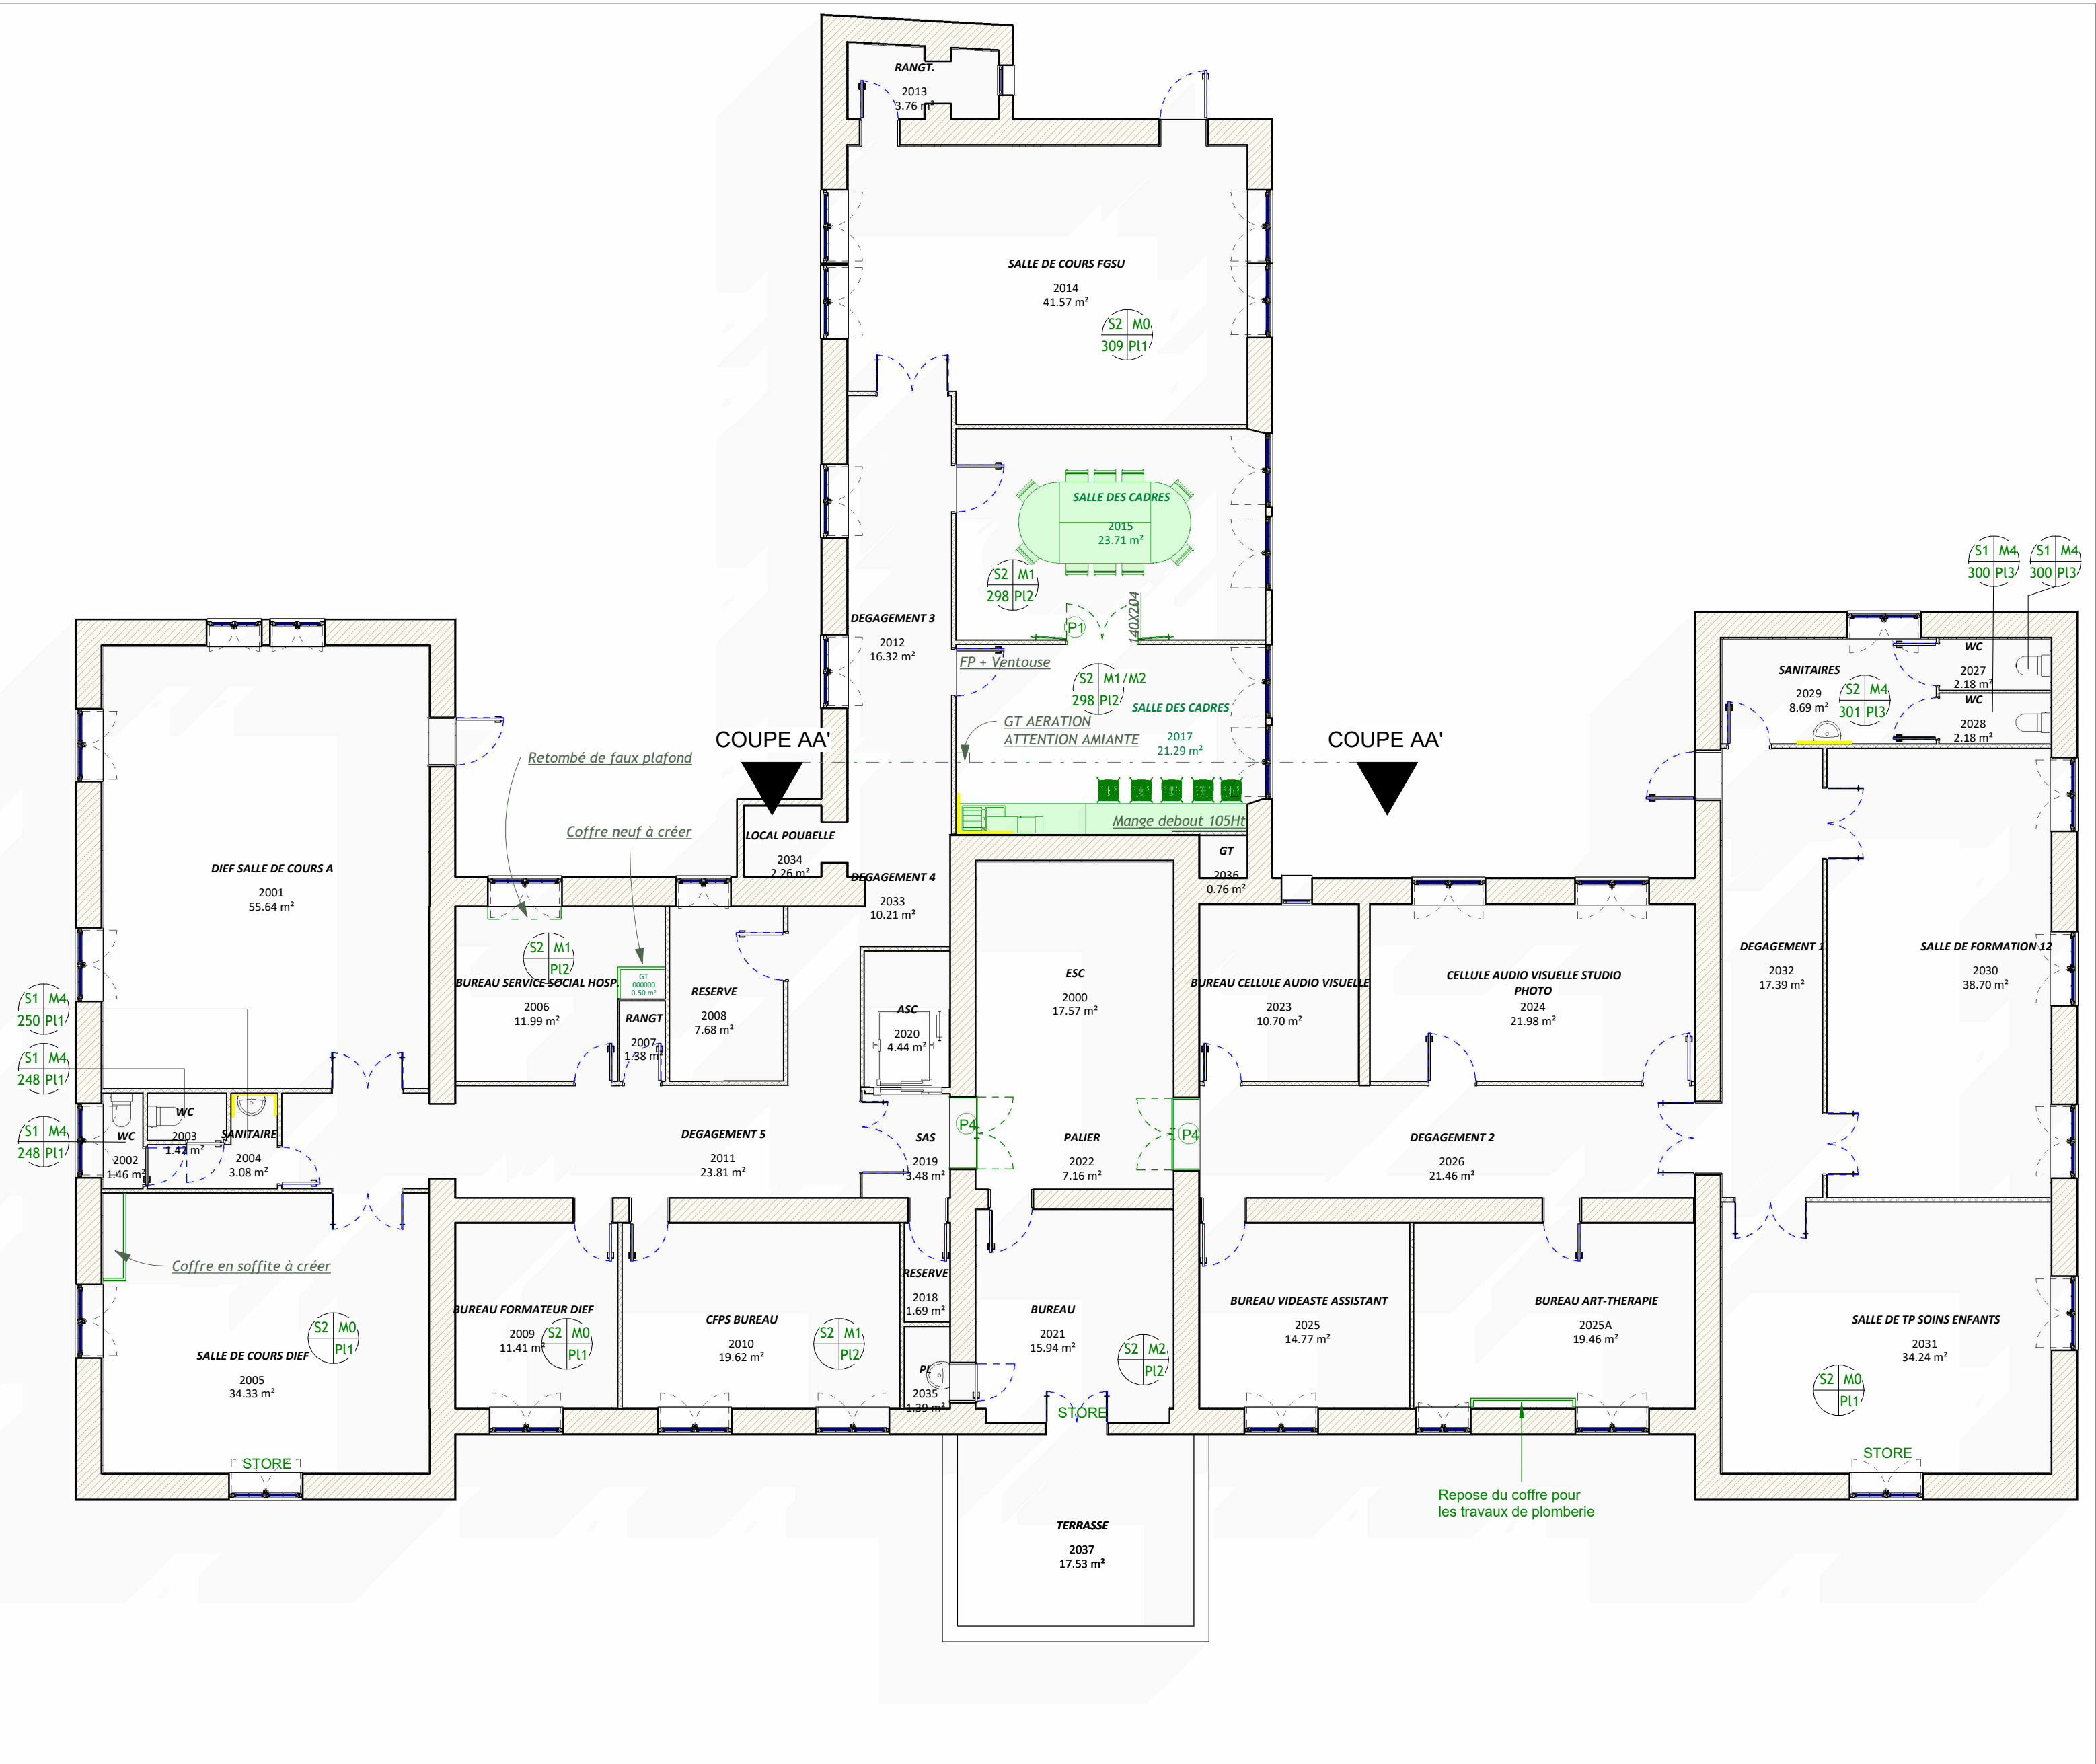 RANGT.
2013
3.76 m²
SALLE DE COURS FGSU
2014
41.57 m²
S2 M0
309 Pl1
SALLE DES CADRES
2015
23.71 m²
S2 M1
298 Pl2
P1
140X204
DEGAGEMENT 3
2012
16.32 m²
FP + Ventouse
S2 M1/M2
298 Pl2
SALLE DES CADRES
2017
21.29 m²
GT AERATION
ATTENTION AMIANTE
Mange debout 105Ht
COUPE AA'
COUPE AA'
S1 M4
300 Pl3
S1 M4
300 Pl3
WC
2027
2.18 m²
WC
2028
2.18 m²
SANITAIRES
2029
8.69 m²
S2 M4
301 Pl3
Retombé de faux plafond
Coffre neuf à créer
LOCAL POUBELLE
2034
2.26 m²
DEGAGEMENT 4
2033
10.21 m²
GT
2036
0.76 m²
DIEF SALLE DE COURS A
2001
55.64 m²
S2 M1
Pl2
BUREAU SERVICE SOCIAL HOSP.
2006
11.99 m²
GT
000000
0.50 m²
RANGT
2007
1.38 m²
RESERVE
2008
7.68 m²
ASC
2020
4.44 m²
ESC
2000
17.57 m²
BUREAU CELLULE AUDIO VISUELLE
2023
10.70 m²
CELLULE AUDIO VISUELLE STUDIO
PHOTO
2024
21.98 m²
DEGAGEMENT 1
2032
17.39 m²
SALLE DE FORMATION 12
2030
38.70 m²
S1 M4
250 Pl1
S1 M4
248 Pl1
S1 M4
248 Pl1
WC
2002
1.46 m²
WC
2003
1.42 m²
SANITAIRE
2004
3.08 m²
DEGAGEMENT 5
2011
23.81 m²
SAS
2019
3.48 m²
P4
PALIER
2022
7.16 m²
P4
DEGAGEMENT 2
2026
21.46 m²
Coffre en soffite à créer
SALLE DE COURS DIEF
2005
34.33 m²
S2 M0
Pl1
STORE
BUREAU FORMATEUR DIEF
2009
11.41 m²
S2 M0
Pl1
CFPS BUREAU
2010
19.62 m²
S2 M1
Pl2
RESERVE
2018
1.69 m²
PL
2035
1.39 m²
BUREAU
2021
15.94 m²
S2 M2
Pl2
STORE
BUREAU VIDEASTE ASSISTANT
2025
14.77 m²
BUREAU ART-THERAPIE
2025A
19.46 m²
SALLE DE TP SOINS ENFANTS
2031
34.24 m²
S2 M0
Pl1
STORE
Repose du coffre pour
les travaux de plomberie
TERRASSE
2037
17.53 m²